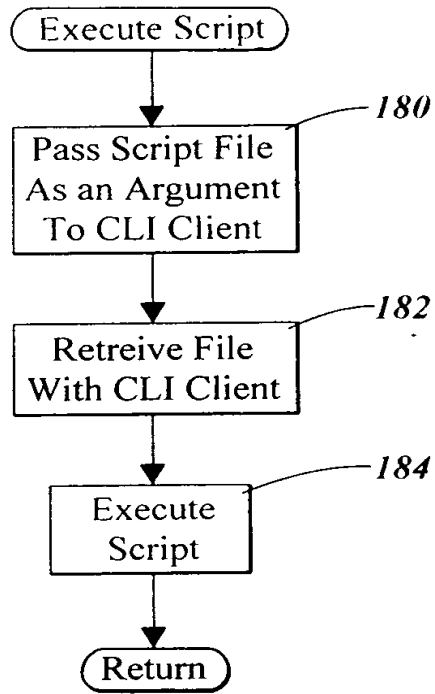 Execute Script
180
Pass Script File
As an Argument
To CLI Client
182
Retreive File
With CLI Client
184
Execute
Script
Return